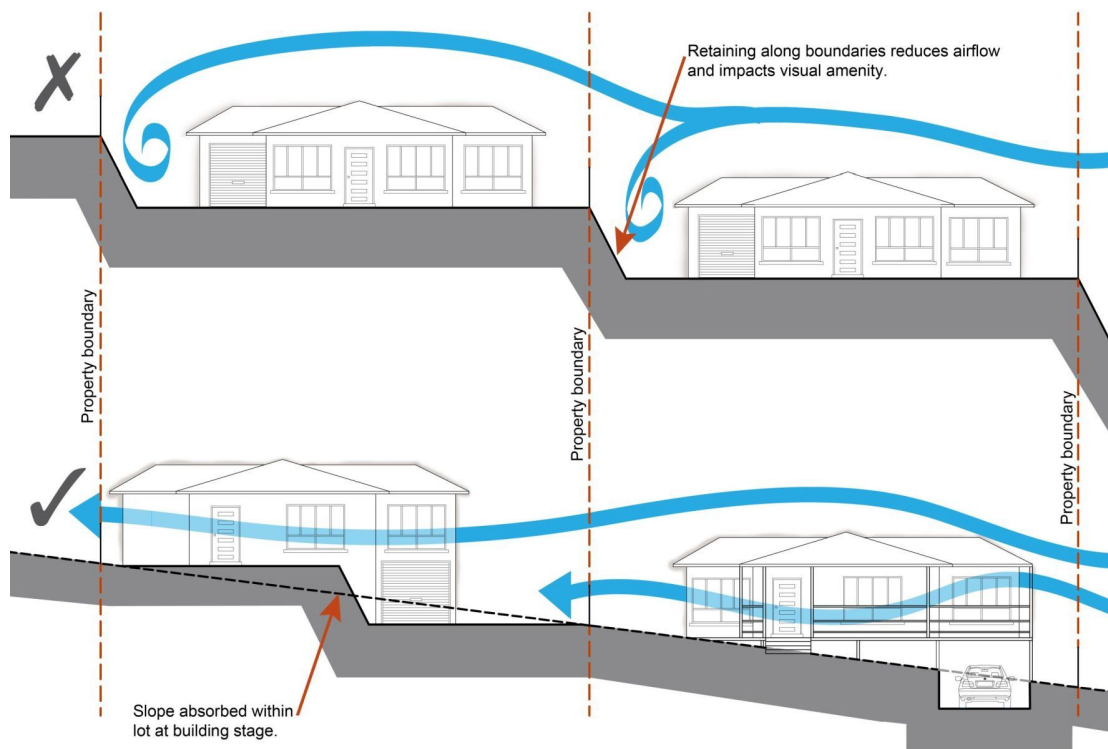 Retaining along boundaries reduces airflow
and impacts visual amenity.
Property boundary
Property boundary
Property boundary
Slope absorbed within
lot at building stage.